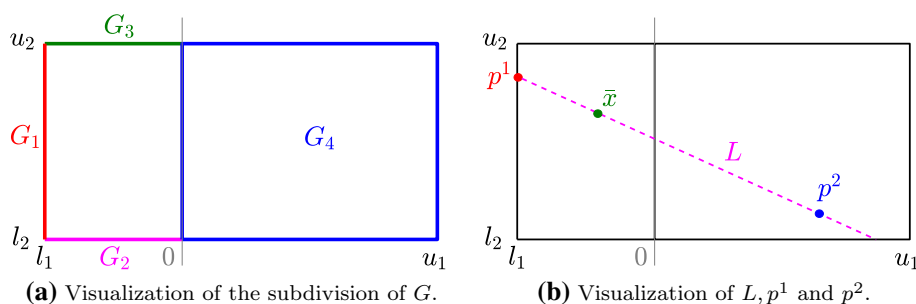 G₃
u₂
G₁
G₄
l₂
l₁
G₂
0
u₁
(a) Visualization of the subdivision of G.
u₂
p¹
x̄
L
p²
l₂
l₁
0
u₁
(b) Visualization of L, p¹ and p².